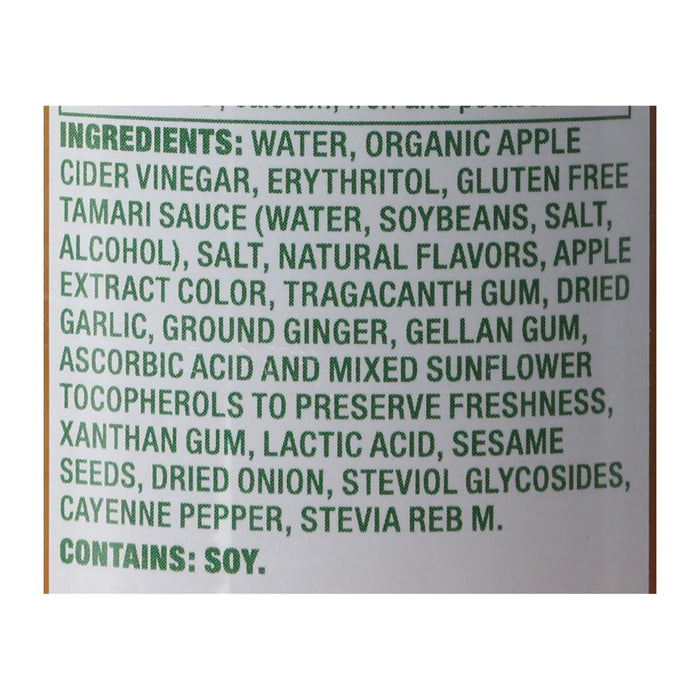 INGREDIENTS: WATER, ORGANIC APPLE
CIDER VINEGAR, ERYTHRITOL, GLUTEN FREE
TAMARI SAUCE (WATER, SOYBEANS, SALT,
ALCOHOL), SALT, NATURAL FLAVORS, APPLE
EXTRACT COLOR, TRAGACANTH GUM, DRIED
GARLIC, GROUND GINGER, GELLAN GUM,
ASCORBIC ACID AND MIXED SUNFLOWER
TOCOPHEROLS TO PRESERVE FRESHNESS,
XANTHAN GUM, LACTIC ACID, SESAME
SEEDS, DRIED ONION, STEVIOL GLYCOSIDES,
CAYENNE PEPPER, STEVIA REB M.
CONTAINS: SOY.